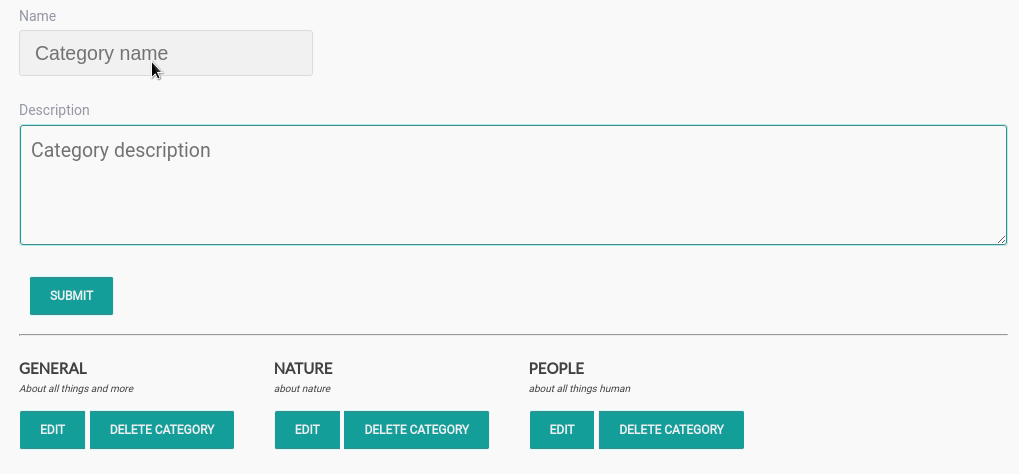 Name
Category name
Description
Category description
SUBMIT
GENERAL NATURE PEOPLE
About all things and more about nature about all things human
EDIT DELETE CATEGORY EDIT DELETE CATEGORY EDIT DELETE CATEGORY